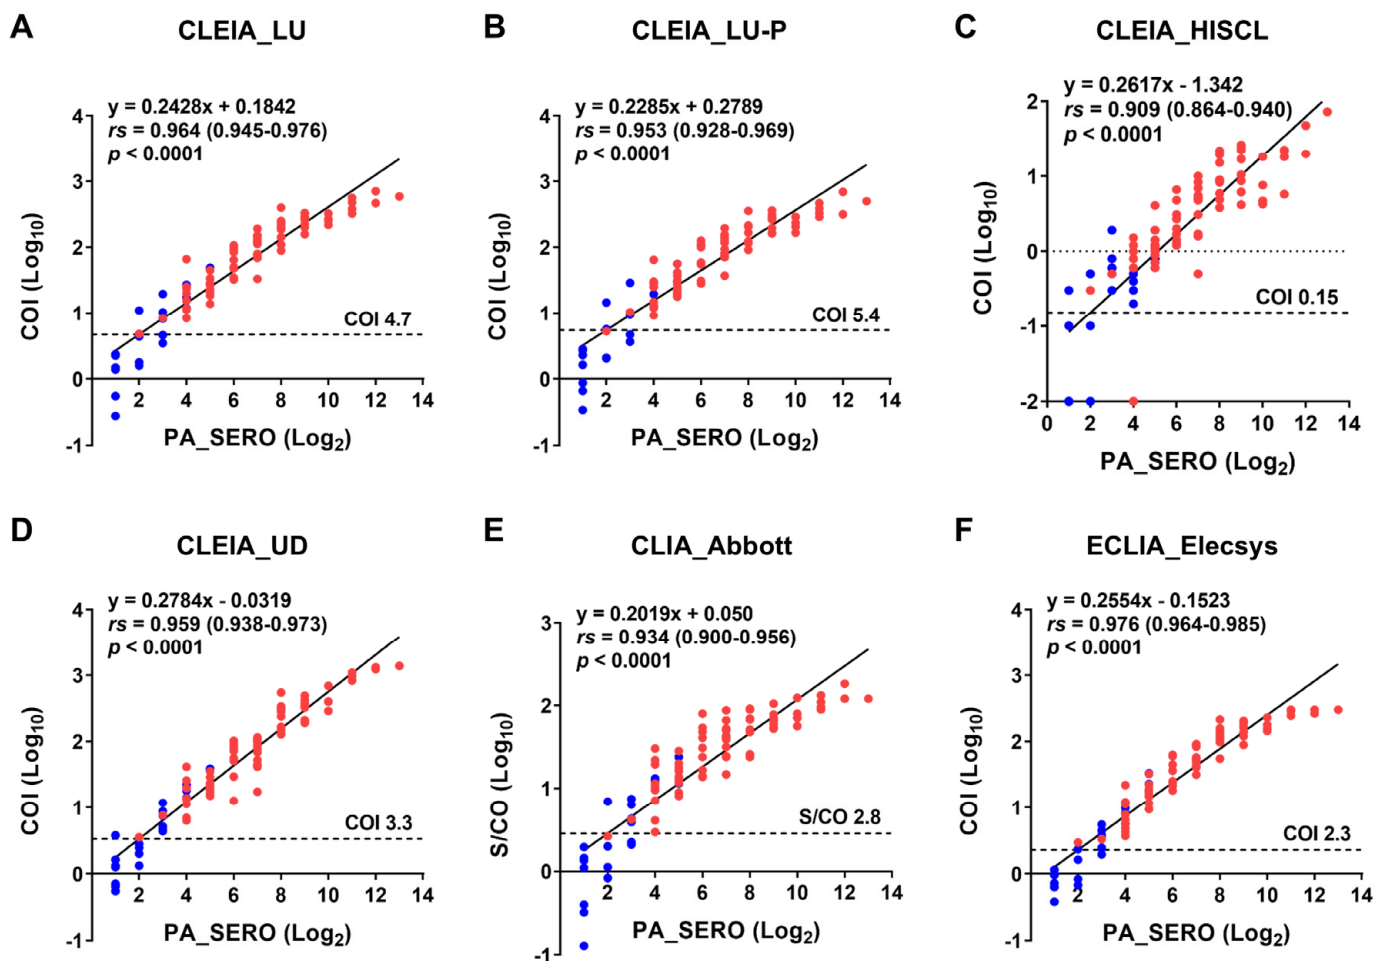 A
CLEIA_LU
y = 0.2428x + 0.1842
rs = 0.964 (0.945-0.976)
p < 0.0001
COI (Log10)
4
3
2
1
0
-1
COI 4.7
2 4 6 8 10 12 14
PA_SERO (Log2)
B
CLEIA_LU-P
y = 0.2285x + 0.2789
rs = 0.953 (0.928-0.969)
p < 0.0001
COI (Log10)
4
3
2
1
0
-1
COI 5.4
2 4 6 8 10 12 14
PA_SERO (Log2)
C
CLEIA_HISCL
y = 0.2617x - 1.342
rs = 0.909 (0.864-0.940)
p < 0.0001
COI (Log10)
2
1
0
-1
-2
COI 0.15
0 2 4 6 8 10 12 14
PA_SERO (Log2)
D
CLEIA_UD
y = 0.2784x - 0.0319
rs = 0.959 (0.938-0.973)
p < 0.0001
COI (Log10)
4
3
2
1
0
-1
COI 3.3
2 4 6 8 10 12 14
PA_SERO (Log2)
E
CLIA_Abbott
y = 0.2019x + 0.050
rs = 0.934 (0.900-0.956)
p < 0.0001
S/CO (Log10)
3
2
1
0
-1
S/CO 2.8
2 4 6 8 10 12 14
PA_SERO (Log2)
F
ECLIA_Elecsys
y = 0.2554x - 0.1523
rs = 0.976 (0.964-0.985)
p < 0.0001
COI (Log10)
4
3
2
1
0
-1
COI 2.3
2 4 6 8 10 12 14
PA_SERO (Log2)